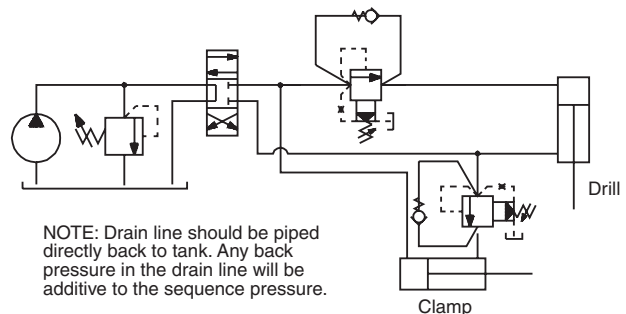 Drill
NOTE: Drain line should be piped
directly back to tank. Any back
pressure in the drain line will be
additive to the sequence pressure.
Clamp